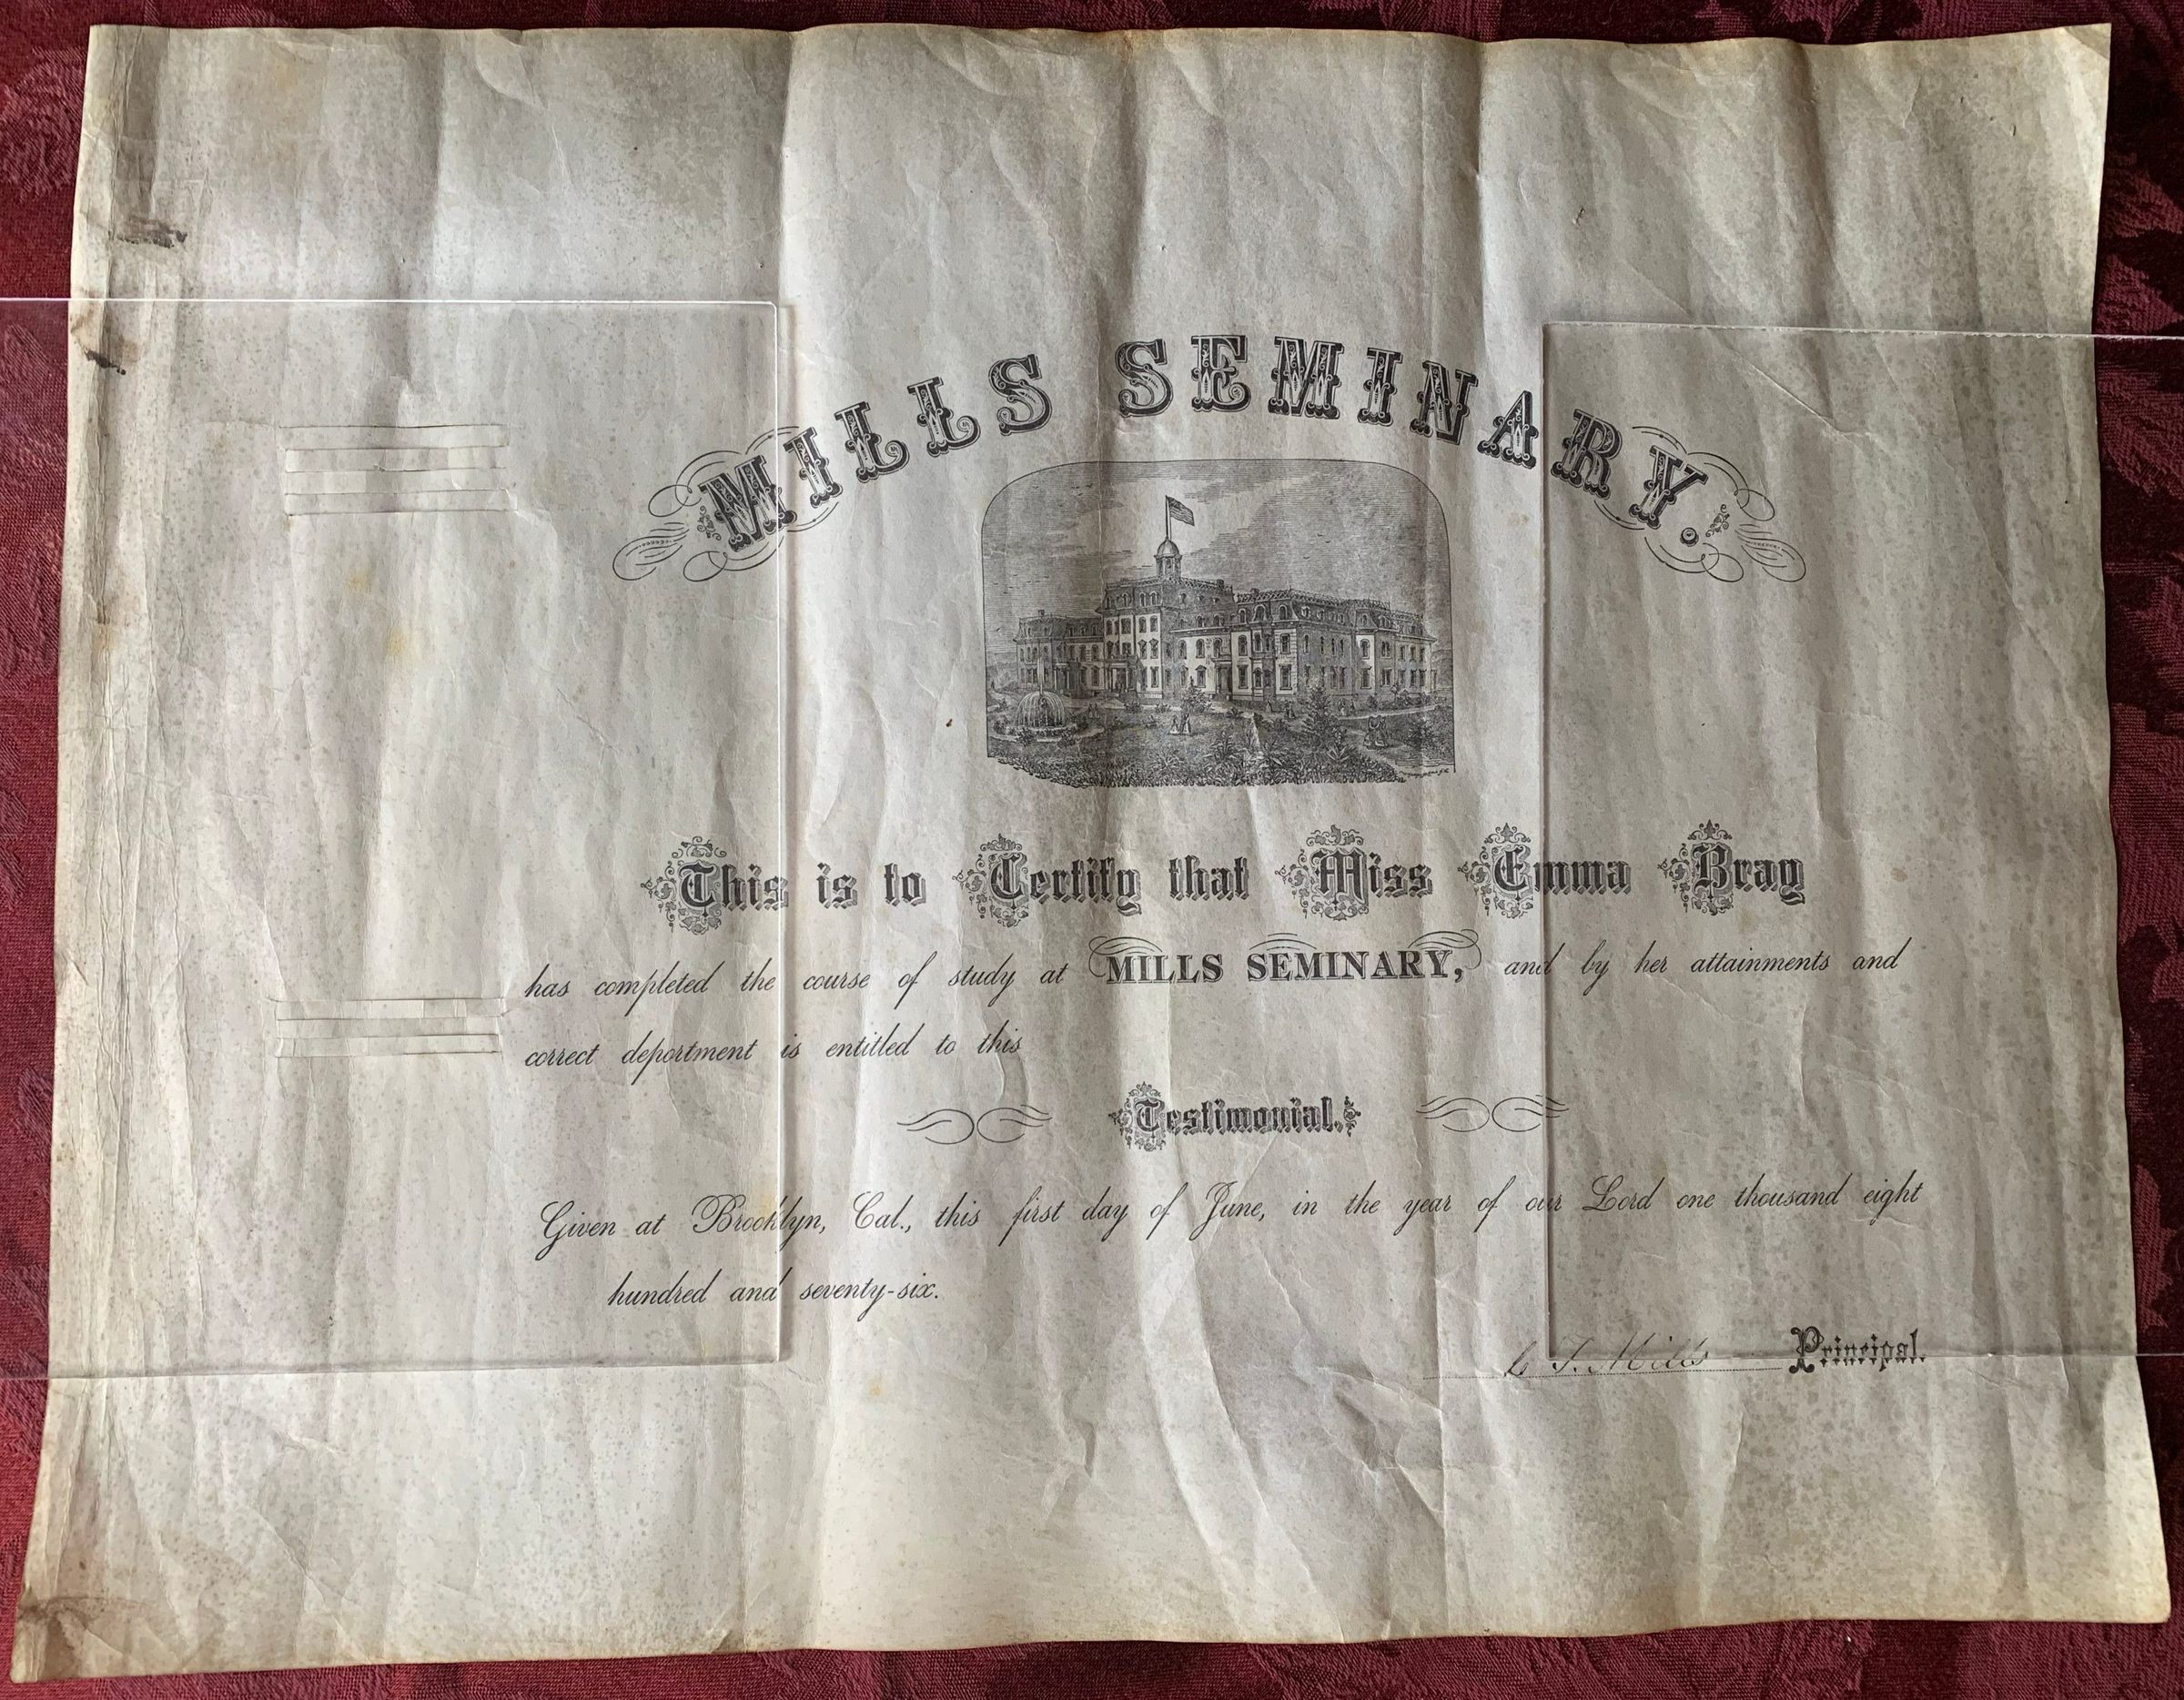 MILLS SEMINARY.
This is to Certify that Miss Emma Bray
has completed the course of study at MILLS SEMINARY, and by her attainments and
correct deportment is entitled to this
Testimonial.
Given at Brooklyn, Cal., this first day of June, in the year of our Lord one thousand eight
hundred and seventy-six.
C. T. Mills Principal.